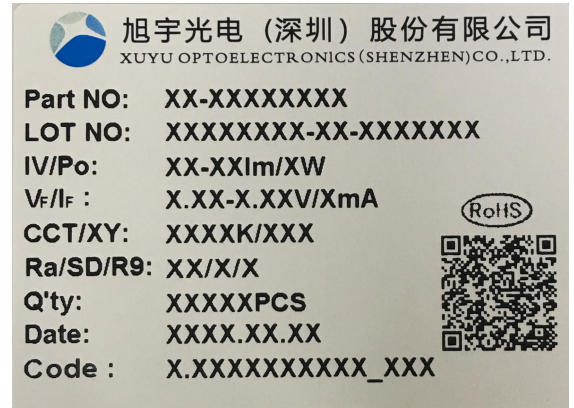 旭宇光电（深圳）股份有限公司
XUYU OPTOELECTRONICS(SHENZHEN)CO.,LTD.
Part NO: XX-XXXXXXXX
LOT NO: XXXXXXXX-XX-XXXXXXX
IV/Po: XX-XXlm/XW
VF/IF : X.XX-X.XXV/XmA
RoHS
CCT/XY: XXXXK/XXX
Ra/SD/R9: XX/X/X
Q'ty: XXXXXPCS
Date: XXXX.XX.XX
Code : X.XXXXXXXXXX_XXX